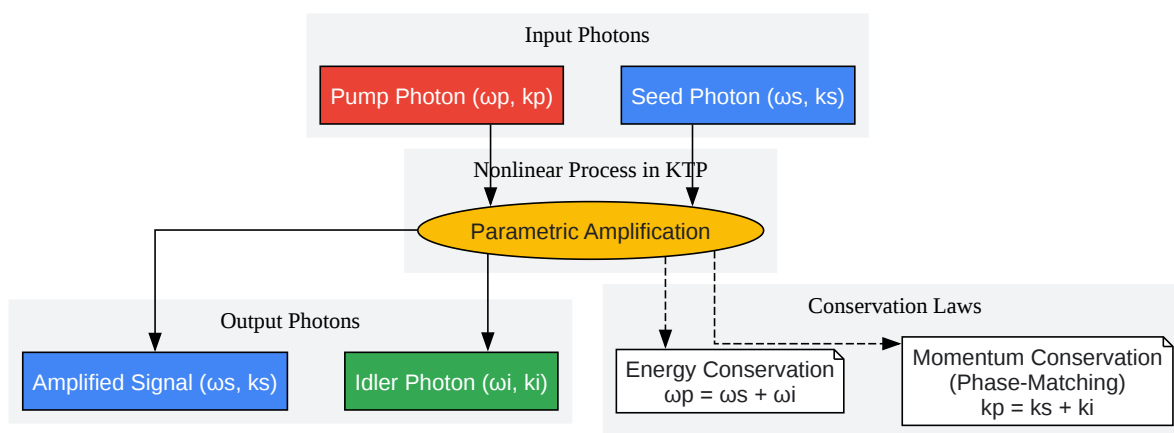 Input Photons
Pump Photon (ωp, kp)
Seed Photon (ωs, ks)
Nonlinear Process in KTP
Parametric Amplification
Output Photons
Amplified Signal (ωs, ks)
Idler Photon (ωi, ki)
Conservation Laws
Energy Conservation
ωp = ωs + ωi
Momentum Conservation
(Phase-Matching)
kp = ks + ki